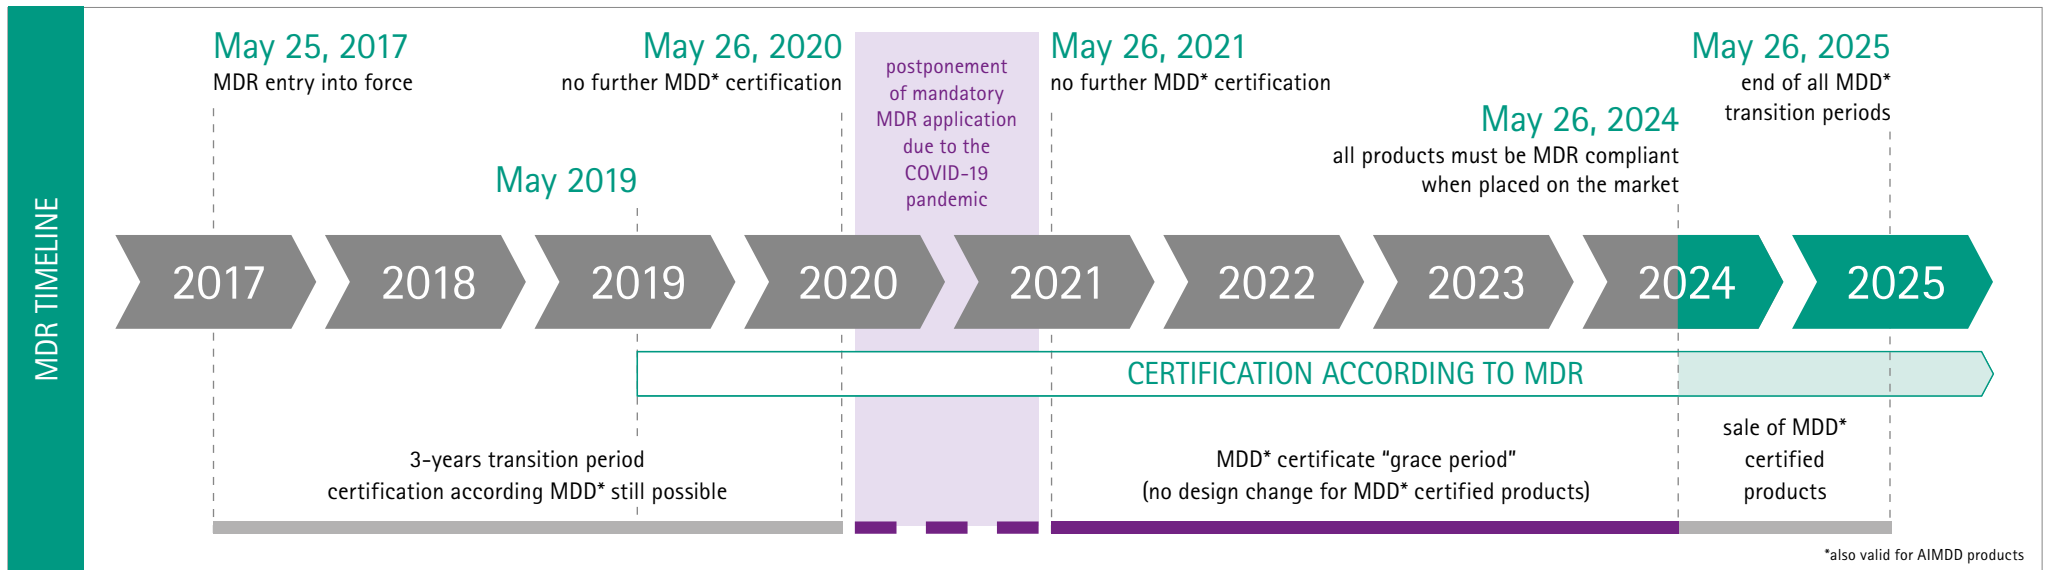 MDR TIMELINE
May 25, 2017
MDR entry into force
May 26, 2020
no further MDD* certification
postponement
of mandatory
MDR application
due to the
COVID-19
pandemic
May 26, 2021
no further MDD* certification
May 26, 2025
end of all MDD*
transition periods
May 26, 2024
all products must be MDR compliant
when placed on the market
May 2019
2017
2018
2019
2020
2021
2022
2023
2024
2025
CERTIFICATION ACCORDING TO MDR
3-years transition period
certification according MDD* still possible
MDD* certificate “grace period”
(no design change for MDD* certified products)
sale of MDD*
certified
products
*also valid for AIMDD products